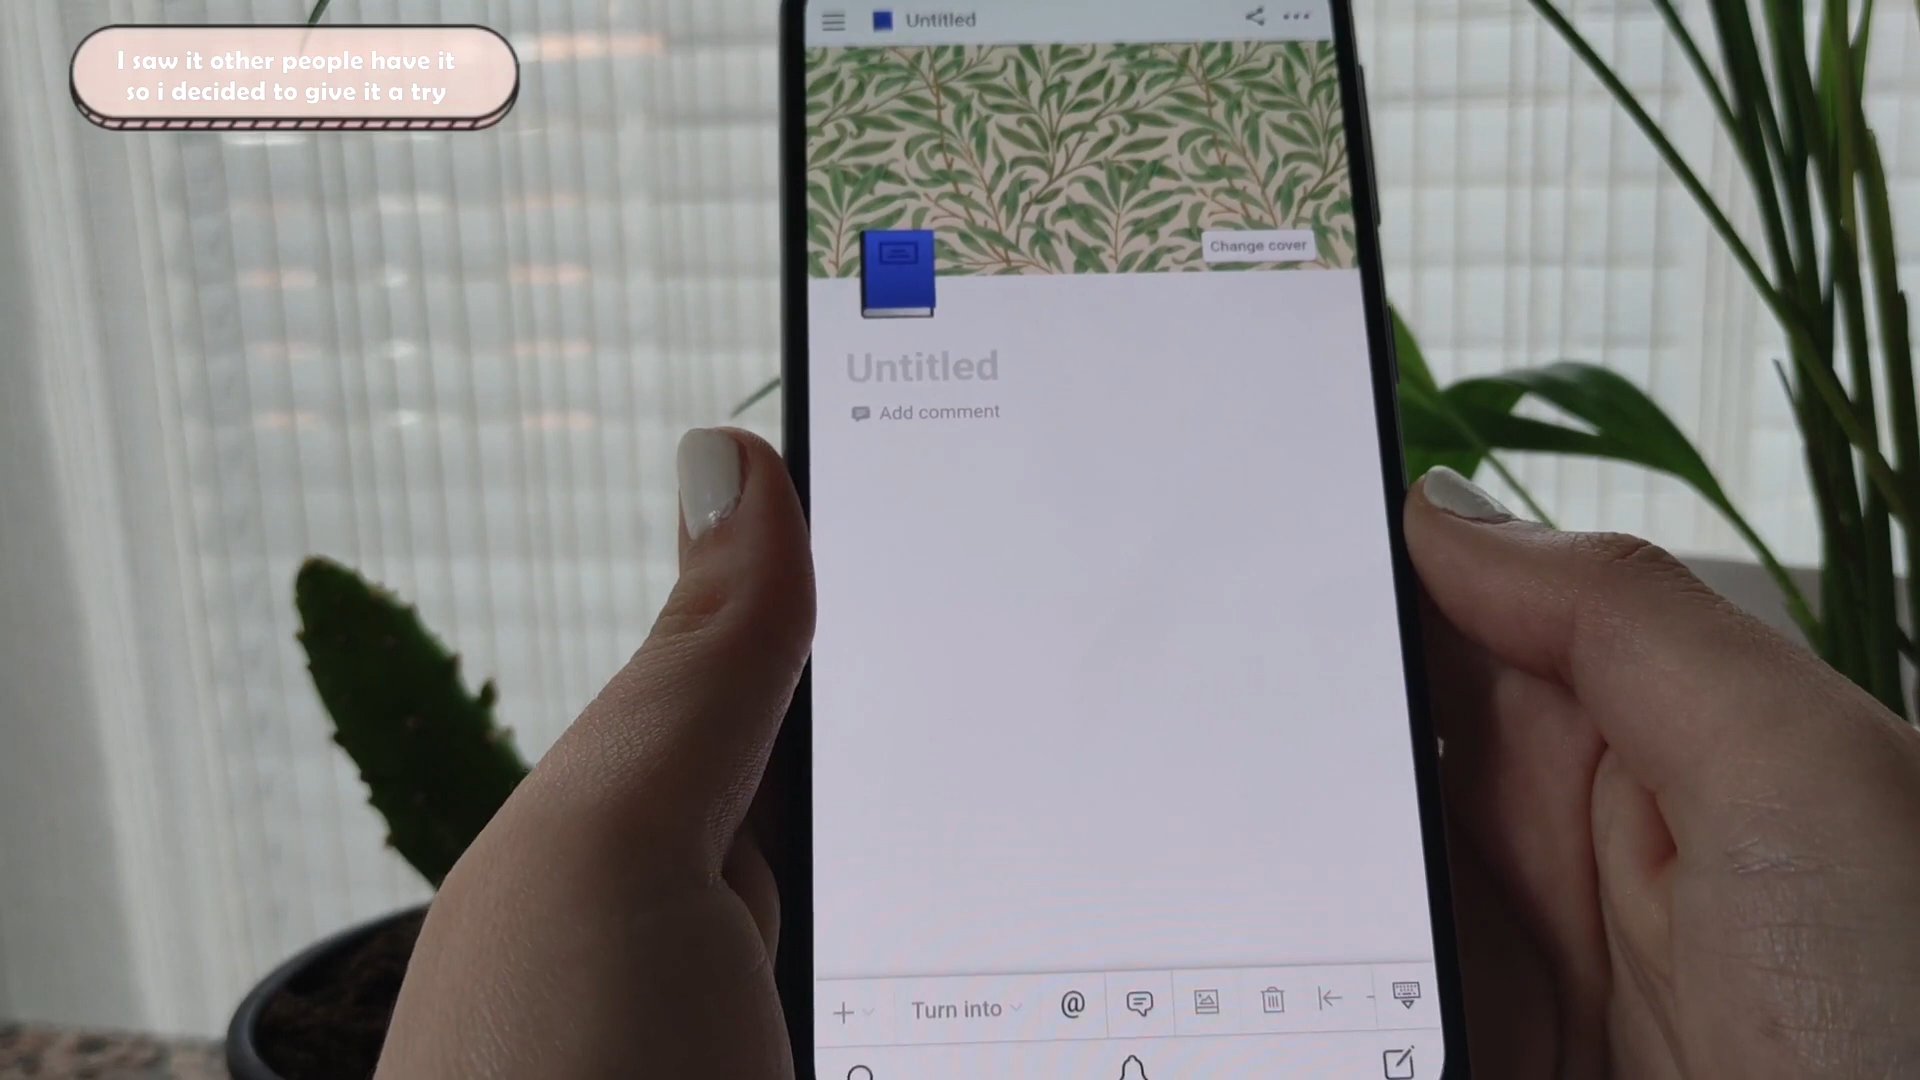 I saw it other people have it
so i decided to give it a try
Untitled
Change cover
Untitled
Add comment
Turn into
@